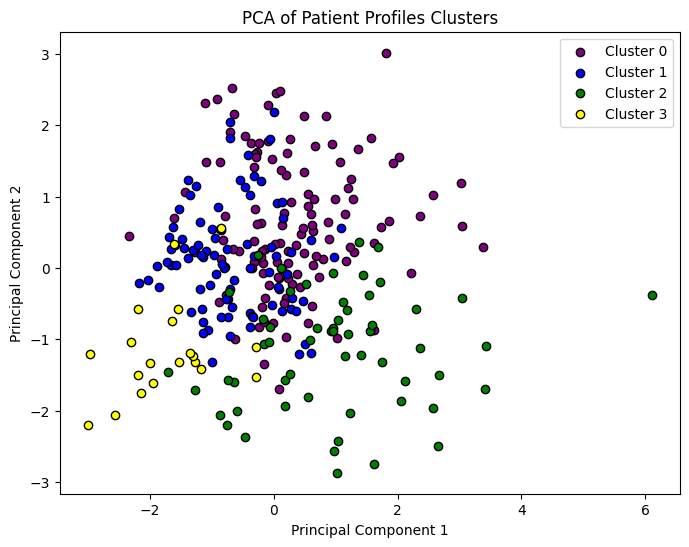 PCA of Patient Profiles Clusters
Cluster 0
Cluster 1
Cluster 2
Cluster 3
3
2
1
0
−1
−2
−3
Principal Component 2
−2
0
2
4
6
Principal Component 1